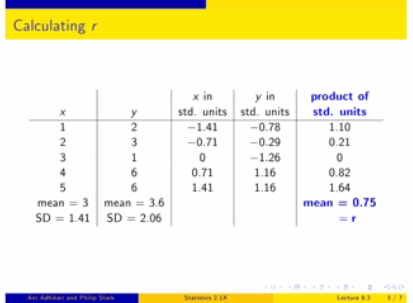 Calculating r
x in y in product of
x y std. units std. units std. units
1 2 −1.41 −0.78 1.10
2 3 −0.71 −0.29 0.21
3 1 0 −1.26 0
4 6 0.71 1.16 0.82
5 6 1.41 1.16 1.64
mean = 3 mean = 3.6 mean = 0.75
SD = 1.41 SD = 2.06 = r
Ani Adhikari and Philip Stark Statistics 2.1X Lecture 6.2 3 / 7